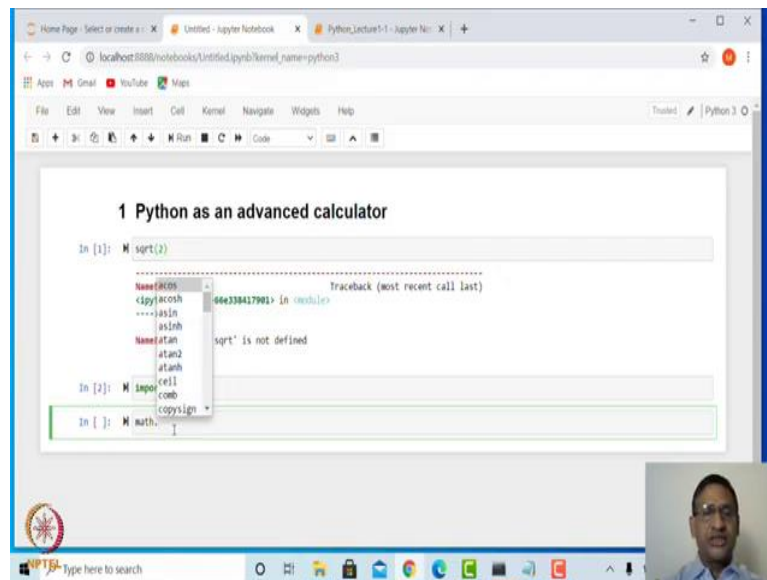 Home Page - Select or create a n
Untitled - Jupyter Notebook
Python_Lecture1-1 - Jupyter No
localhost:8888/notebooks/Untitled.ipynb?kernel_name=python3
M
Apps M Gmail YouTube Maps
File Edit View Insert Cell Kernel Navigate Widgets Help
Trusted Python 3
Run Code
1 Python as an advanced calculator
In [1]: sqrt(2)
Traceback (most recent call last)
66e338417901> in <module>
sqrt' is not defined
acos
acosh
asin
asinh
atan
atan2
atanh
ceil
comb
copysign
In [2]: impo
In [ ]: math.
NPTEL
Type here to search